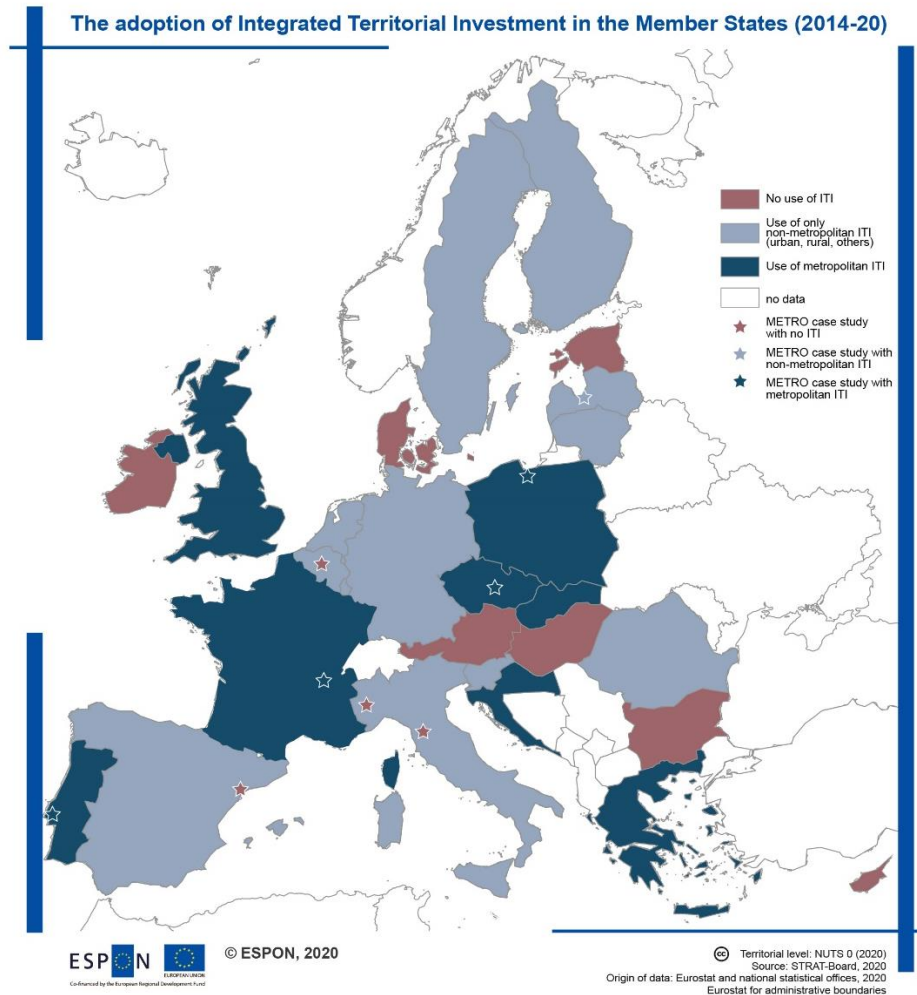 The adoption of Integrated Territorial Investment in the Member States (2014-20)
No use of ITI
Use of only
non-metropolitan ITI
(urban, rural, others)
Use of metropolitan ITI
no data
METRO case study
with no ITI
METRO case study with
non-metropolitan ITI
METRO case study with
metropolitan ITI
ESPON
EUROPEAN UNION
Co-financed by the European Regional Development Fund
© ESPON, 2020
cc Territorial level: NUTS 0 (2020)
Source: STRAT-Board, 2020
Origin of data: Eurostat and national statistical offices, 2020
Eurostat for administrative boundaries